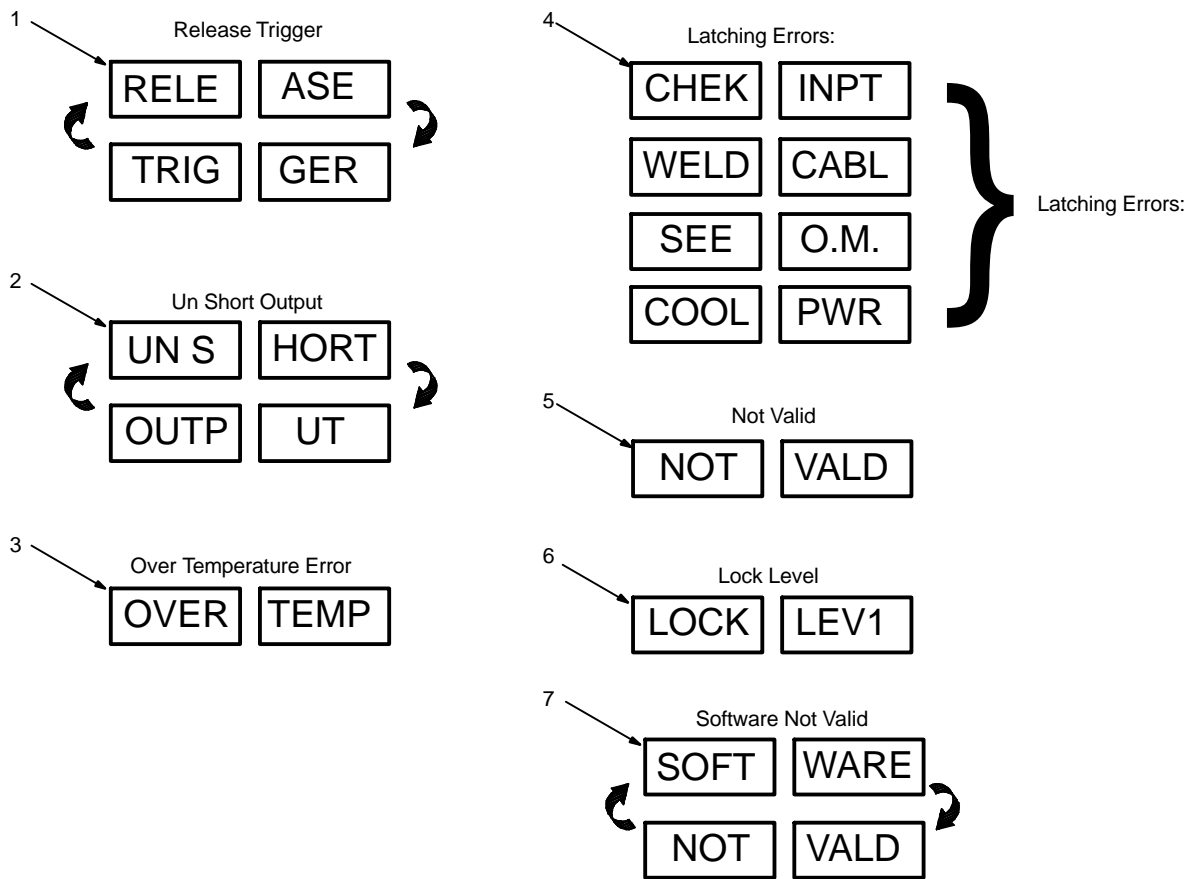 1
Release Trigger
RELE ASE
TRIG GER
2
Un Short Output
UN S HORT
OUTP UT
3
Over Temperature Error
OVER TEMP
4
Latching Errors:
CHEK INPT
WELD CABL
SEE O.M.
COOL PWR
Latching Errors:
5
Not Valid
NOT VALD
6
Lock Level
LOCK LEV1
7
Software Not Valid
SOFT WARE
NOT VALD